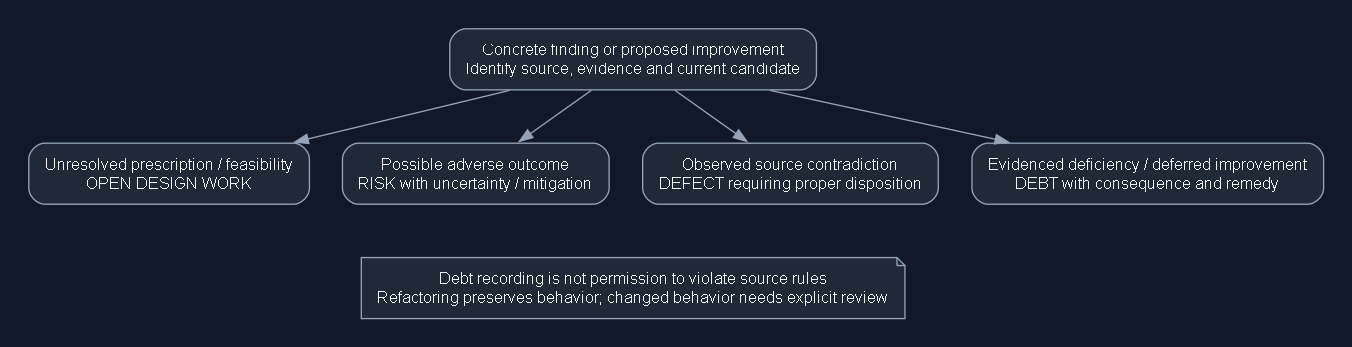 Concrete finding or proposed improvement
Identify source, evidence and current candidate
Unresolved prescription / feasibility
OPEN DESIGN WORK
Possible adverse outcome
RISK with uncertainty / mitigation
Observed source contradiction
DEFECT requiring proper disposition
Evidenced deficiency / deferred improvement
DEBT with consequence and remedy
Debt recording is not permission to violate source rules
Refactoring preserves behavior; changed behavior needs explicit review